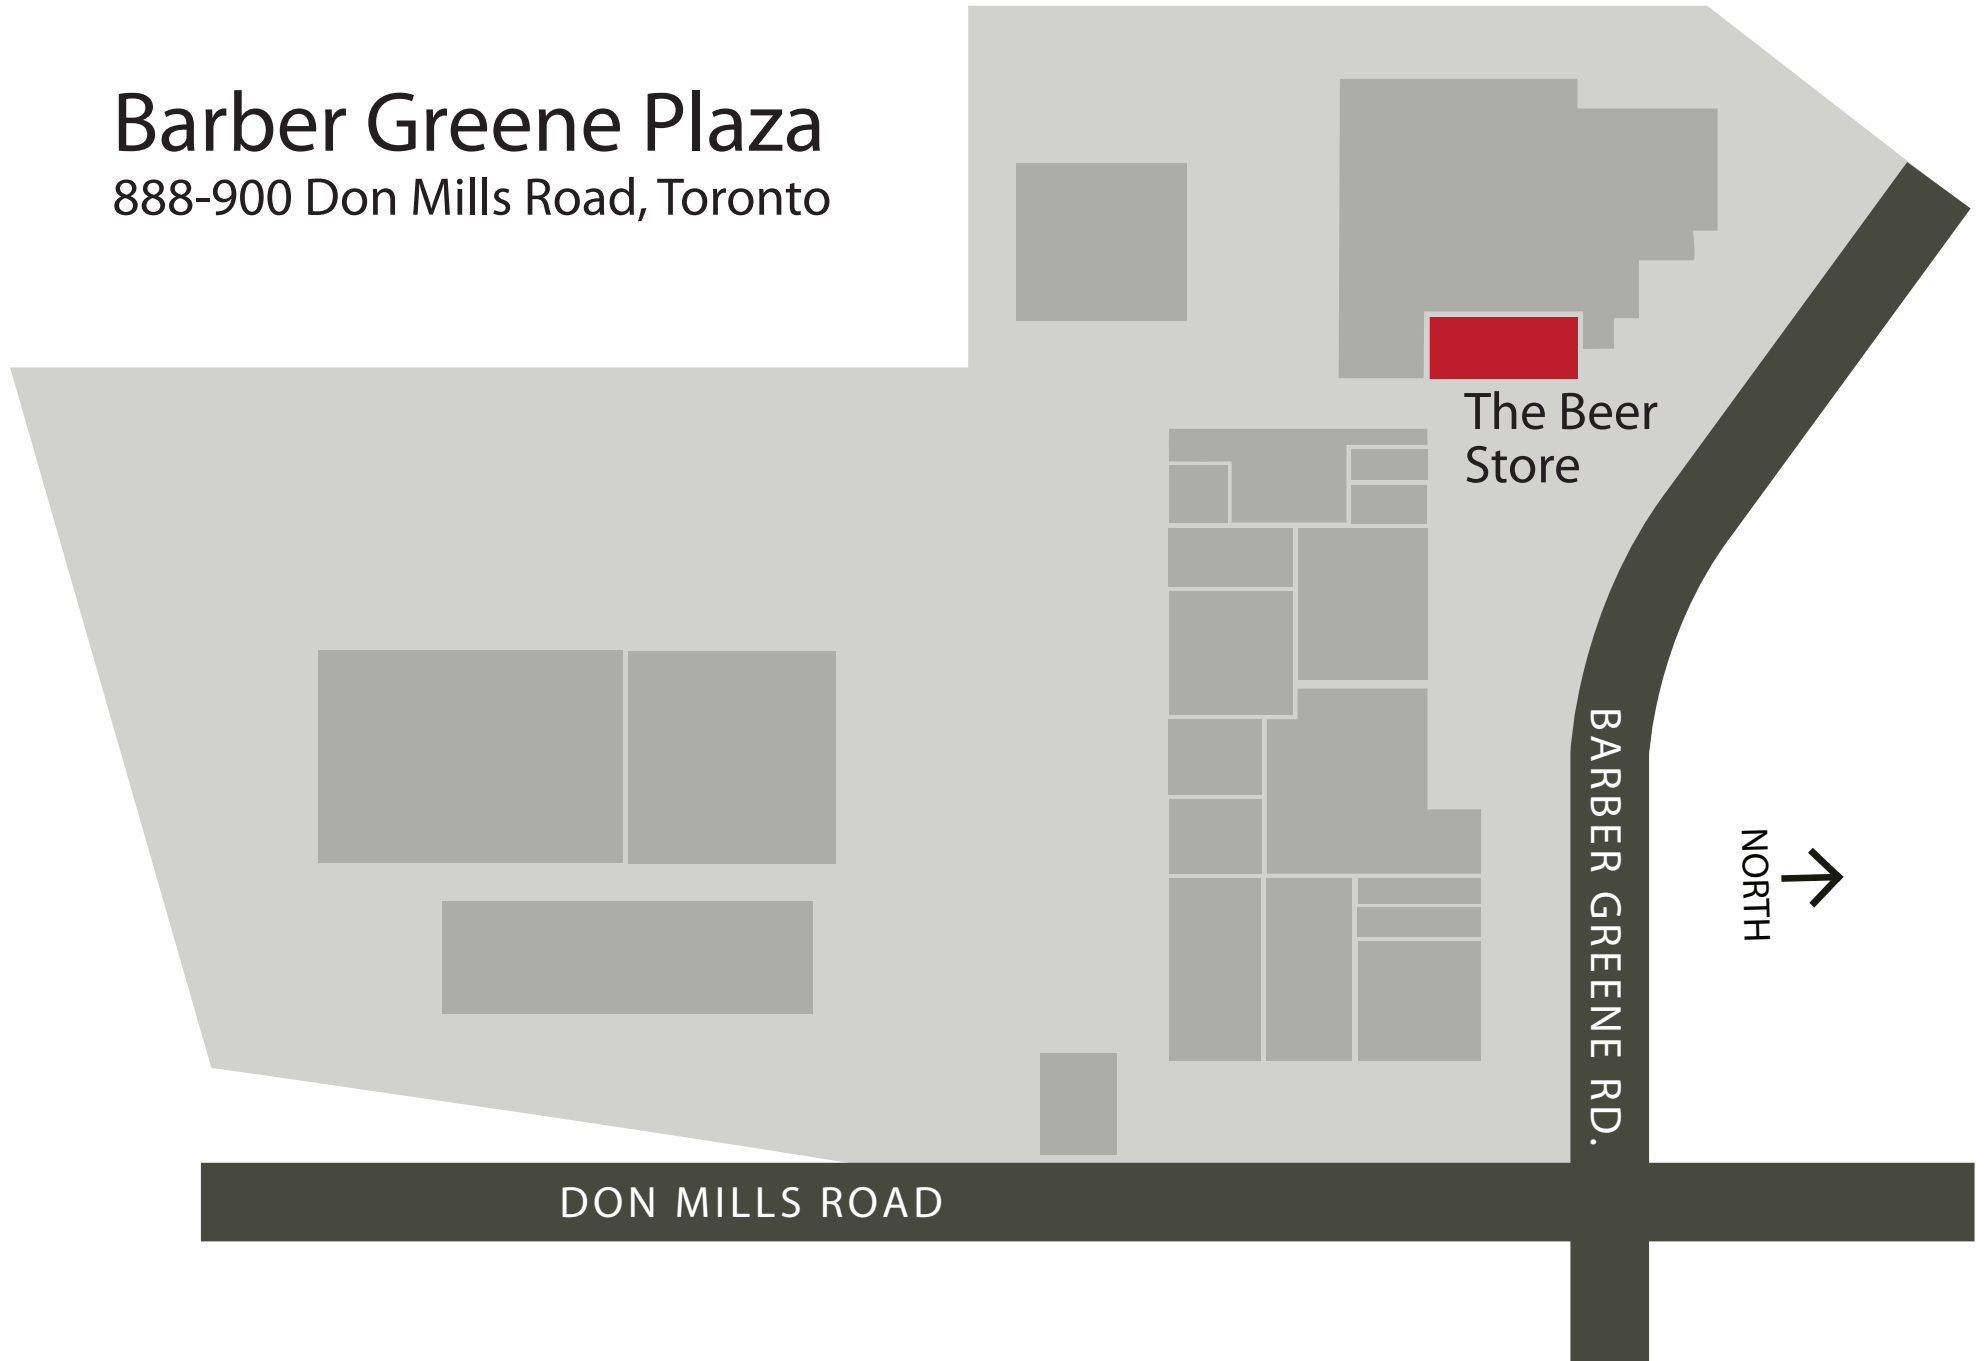 Barber Greene Plaza
888-900 Don Mills Road, Toronto
The Beer
Store
BARBER GREENE RD.
NORTH
DON MILLS ROAD